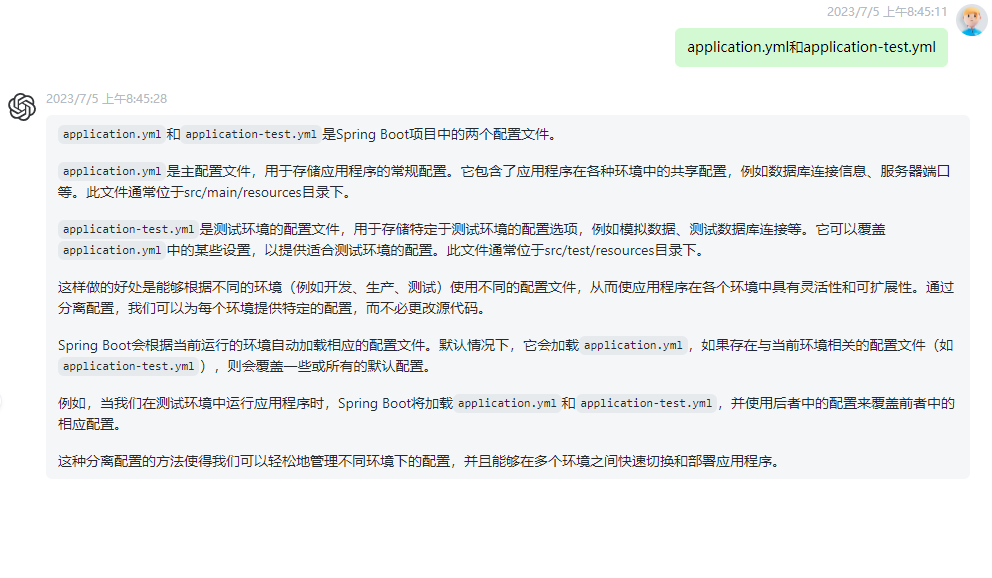 2023/7/5 上午8:45:11
application.yml和application-test.yml
2023/7/5 上午8:45:28
application.yml 和 application-test.yml 是Spring Boot项目中的两个配置文件。
application.yml 是主配置文件，用于存储应用程序的常规配置。它包含了应用程序在各种环境中的共享配置，例如数据库连接信息、服务器端口
等。此文件通常位于src/main/resources目录下。
application-test.yml 是测试环境的配置文件，用于存储特定于测试环境的配置选项，例如模拟数据、测试数据库连接等。它可以覆盖
application.yml 中的某些设置，以提供适合测试环境的配置。此文件通常位于src/test/resources目录下。
这样做的好处是能够根据不同的环境（例如开发、生产、测试）使用不同的配置文件，从而使应用程序在各个环境中具有灵活性和可扩展性。通过
分离配置，我们可以为每个环境提供特定的配置，而不必更改源代码。
Spring Boot会根据当前运行的环境自动加载相应的配置文件。默认情况下，它会加载 application.yml ，如果存在与当前环境相关的配置文件（如
application-test.yml ），则会覆盖一些或所有的默认配置。
例如，当我们在测试环境中运行应用程序时，Spring Boot将加载 application.yml 和 application-test.yml ，并使用后者中的配置来覆盖前者中的
相应配置。
这种分离配置的方法使得我们可以轻松地管理不同环境下的配置，并且能够在多个环境之间快速切换和部署应用程序。